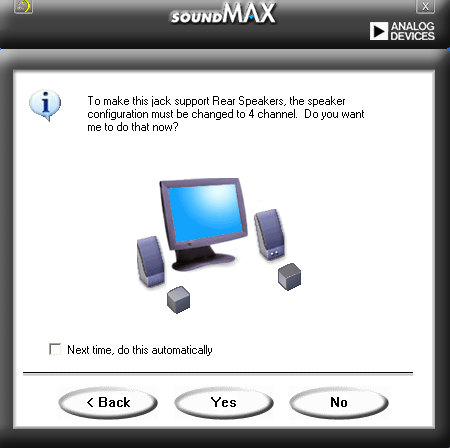 SOUNDMAX
X
ANALOG
DEVICES
To make this jack support Rear Speakers, the speaker
configuration must be changed to 4 channel. Do you want
me to do that now?
Next time, do this automatically
< Back
Yes
No